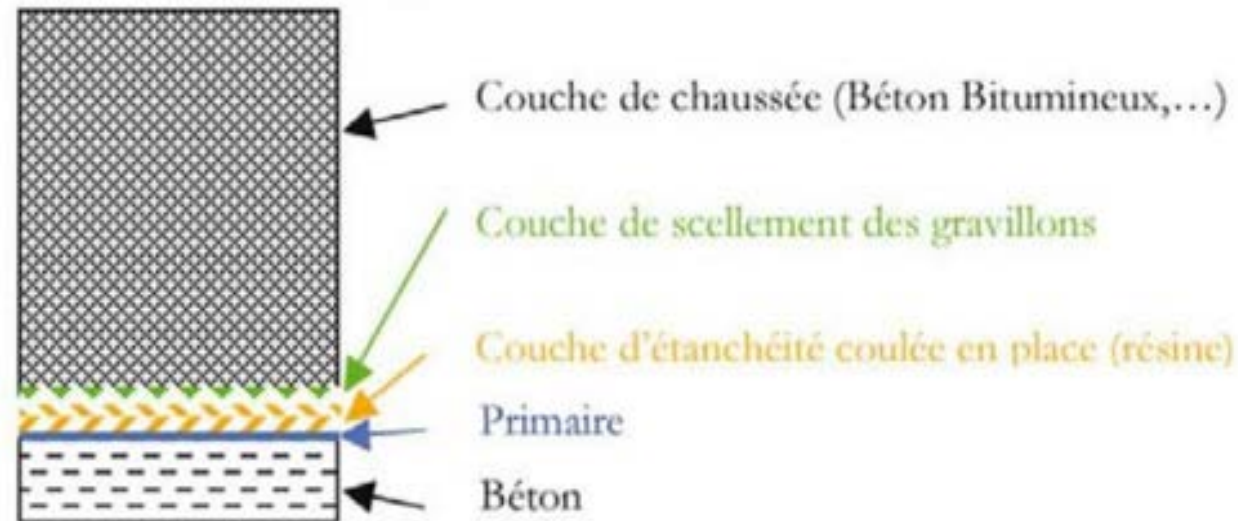 Couche de chaussée (Béton Bitumineux,…)
Couche de scellement des gravillons
Couche d'étanchéité coulée en place (résine)
Primaire
Béton